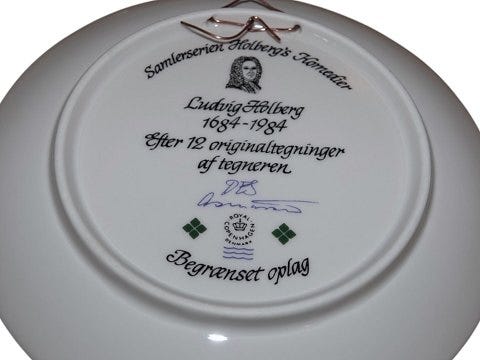 Samlerserien Holberg's Komedier
Ludvig Holberg
1684-1984
Efter 12 originaltegninger
af tegneren
ROYAL
COPENHAGEN
DENMARK
Begrænset oplag